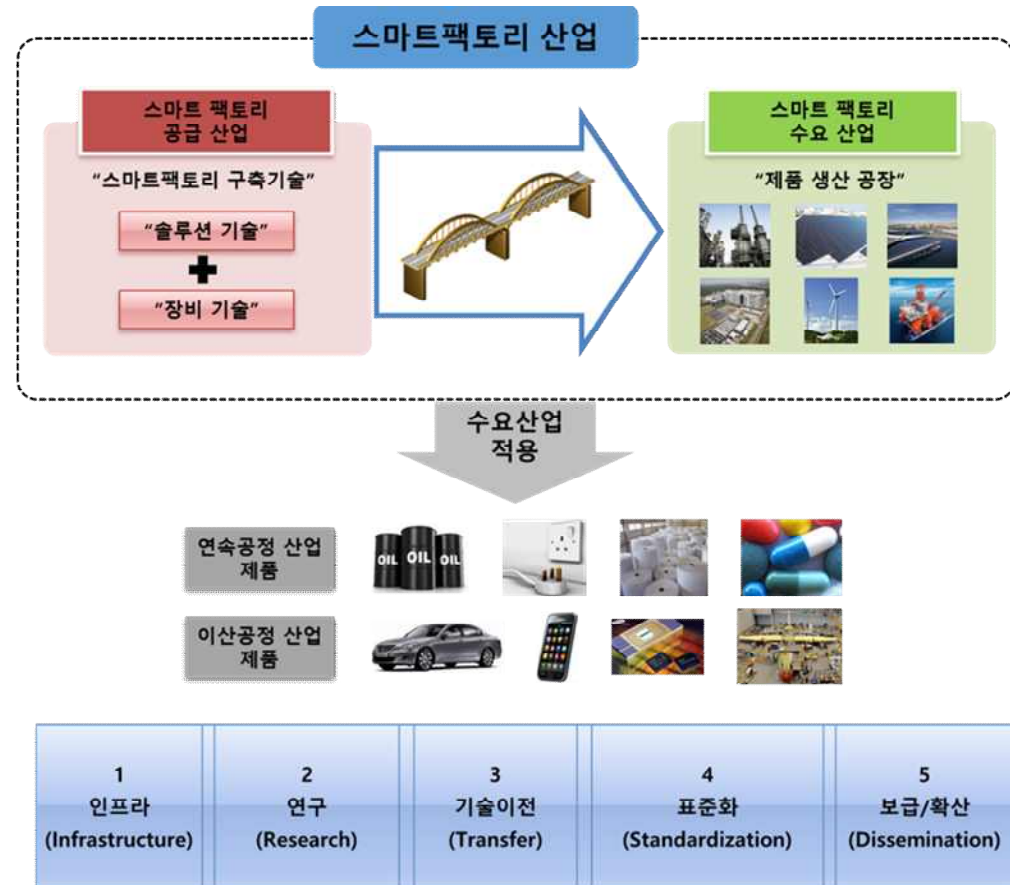 스마트팩토리 산업
스마트 팩토리
공급 산업
"스마트팩토리 구축기술"
"솔루션 기술"
"장비 기술"
스마트 팩토리
수요 산업
"제품 생산 공장"
수요산업
적용
연속공정 산업
제품
OIL OIL OIL
이산공정 산업
제품
1
인프라
(Infrastructure)
2
연구
(Research)
3
기술이전
(Transfer)
4
표준화
(Standardization)
5
보급/확산
(Dissemination)